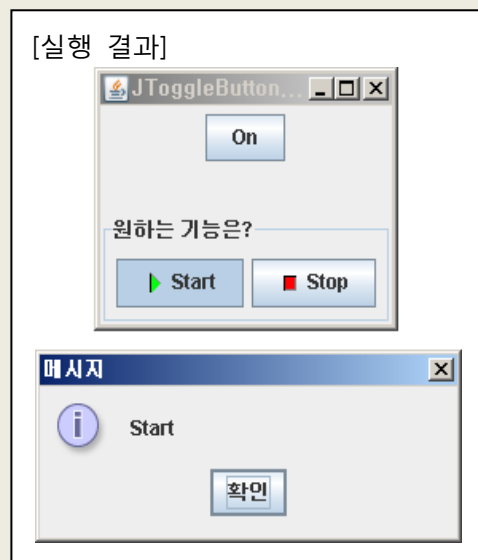 [실행 결과]
JToggleButton...
On
원하는 기능은?
Start Stop
메시지
i Start
확인